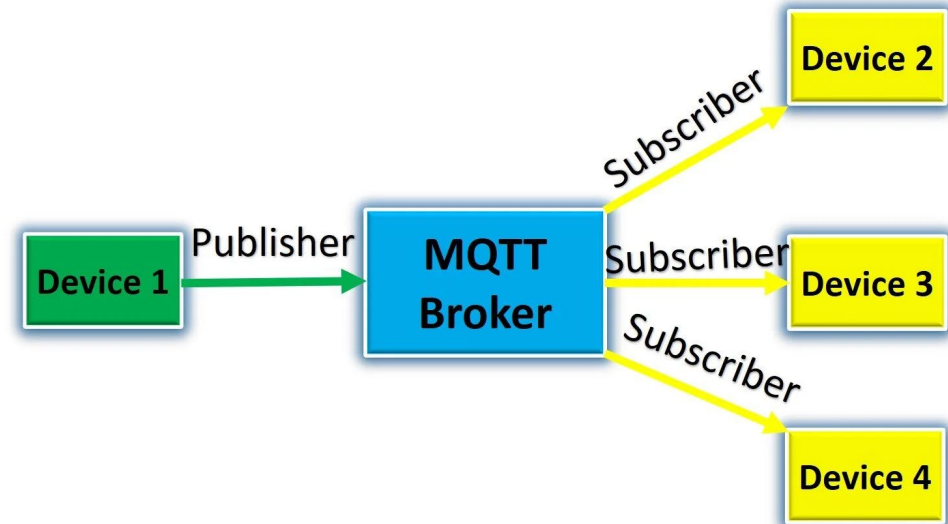 Device 2
Subscriber
Publisher
Device 1
MQTT
Broker
Subscriber
Device 3
Subscriber
Device 4